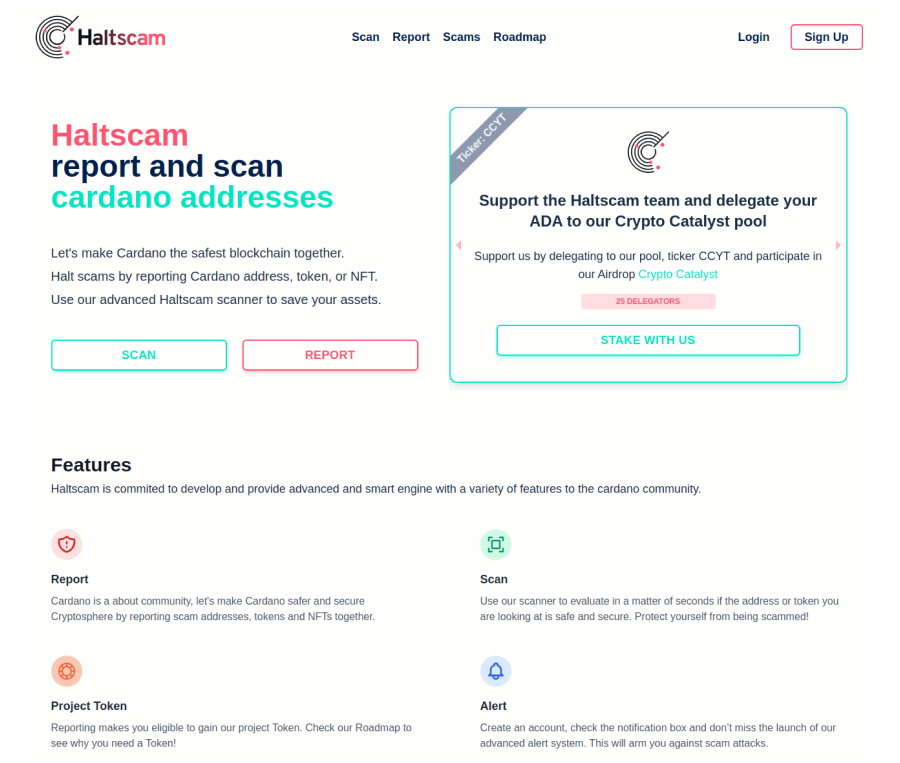 Haltscam
Scan Report Scams Roadmap
Login Sign Up
Haltscam
report and scan
cardano addresses
Let's make Cardano the safest blockchain together.
Halt scams by reporting Cardano address, token, or NFT.
Use our advanced Haltscam scanner to save your assets.
SCAN REPORT
Ticker: CCYT
Support the Haltscam team and delegate your
ADA to our Crypto Catalyst pool
Support us by delegating to our pool, ticker CCYT and participate in
our Airdrop Crypto Catalyst
25 DELEGATORS
STAKE WITH US
Features
Haltscam is commited to develop and provide advanced and smart engine with a variety of features to the cardano community.
Report
Cardano is a about community, let's make Cardano safer and secure
Cryptosphere by reporting scam addresses, tokens and NFTs together.
Scan
Use our scanner to evaluate in a matter of seconds if the address or token you
are looking at is safe and secure. Protect yourself from being scammed!
Project Token
Reporting makes you eligible to gain our project Token. Check our Roadmap to
see why you need a Token!
Alert
Create an account, check the notification box and don't miss the launch of our
advanced alert system. This will arm you against scam attacks.